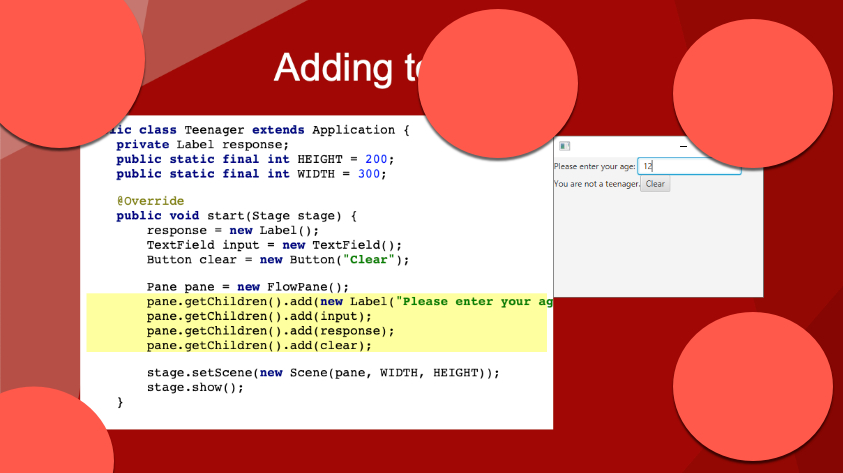 Adding
class Teenager extends Application {
private Label response;
public static final int HEIGHT = 200;
public static final int WIDTH = 300;
@Override
public void start(Stage stage) {
response = new Label();
TextField input = new TextField();
Button clear = new Button("Clear");
Pane pane = new FlowPane();
pane.getChildren().add(new Label("Please enter your
pane.getChildren().add(input);
pane.getChildren().add(response);
pane.getChildren().add(clear);
stage.setScene(new Scene(pane, WIDTH, HEIGHT));
stage.show();
}
Please enter your age: 12
You are not a teenager. Clear